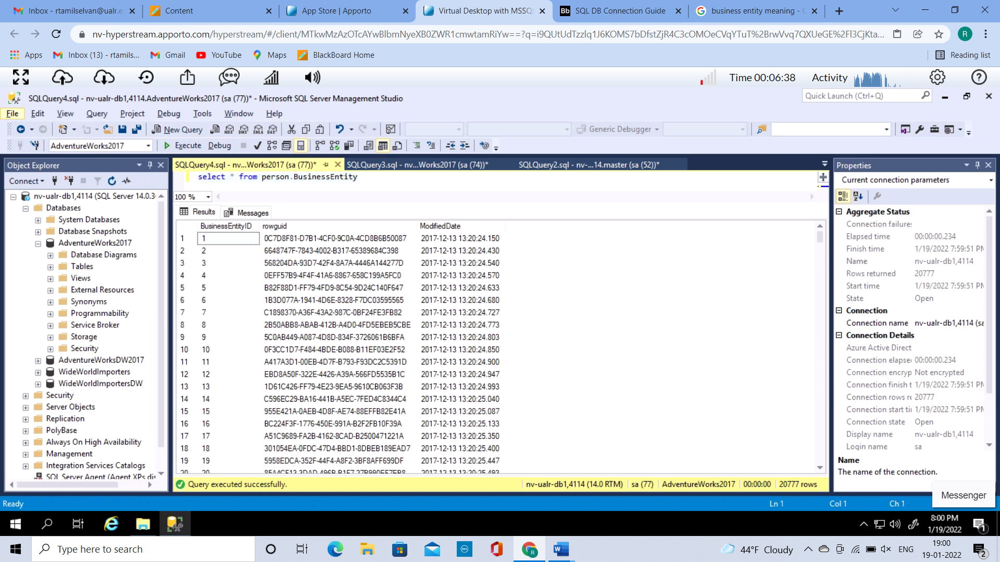 Inbox - rtamilselvan@ualr.e
Content
App Store | Apporto
Virtual Desktop with MSSQL
SQL DB Connection Guide
business entity meaning -
nv-hyperstream.apporto.com/hyperstream/#/client/MTkwMzAzOTcAYwBlbmNyeXB0ZWR1cmwtamRiYw==?q=i9QUtUdTzzlq1J6KOMS7bDfstZjR4C3cOMOeCVqYTuT%2BrwVvq7QXUeGE%2Fl3CjKta...
R
Apps
Inbox (13) - rtamils...
Gmail
YouTube
Maps
BlackBoard Home
Reading list
Time 00:06:38
Activity
SQLQuery4.sql - nv-ualr-db1,4114.AdventureWorks2017 (sa (77))* - Microsoft SQL Server Management Studio
Quick Launch (Ctrl+Q)
File Edit View Query Project Debug Tools Window Help
New Query
MDX DMX XMLA DAX
Generic Debugger
AdventureWorks2017
Execute
Debug
Object Explorer
SQLQuery4.sql - nv...Works2017 (sa (77))*
SQLQuery3.sql - nv...Works2017 (sa (74))*
SQLQuery2.sql - nv-...14.master (sa (52))*
Properties
Connect
nv-ualr-db1,4114 (SQL Server 14.0.3
Databases
System Databases
Database Snapshots
AdventureWorks2017
Database Diagrams
Tables
Views
External Resources
Synonyms
Programmability
Service Broker
Storage
Security
AdventureWorksDW2017
WideWorldImporters
WideWorldImportersDW
Security
Server Objects
Replication
PolyBase
Always On High Availability
Management
Integration Services Catalogs
SQL Server Agent (Agent XPs dis
select * from person.BusinessEntity
100 %
Results
Messages
BusinessEntityID rowguid ModifiedDate
1 1 0C7D8F81-D7B1-4CF0-9C0A-4CD8B6B50087 2017-12-13 13:20:24.150
2 2 6648747F-7843-4002-B317-65389684C398 2017-12-13 13:20:24.430
3 3 568204DA-93D7-42F4-8A7A-4446A144277D 2017-12-13 13:20:24.540
4 4 0EFF57B9-4F4F-41A6-8867-658C199A5FC0 2017-12-13 13:20:24.570
5 5 B82F88D1-FF79-4FD9-8C54-9D24C140F647 2017-12-13 13:20:24.633
6 6 1B3D077A-1941-4D6E-8328-F7DC03595565 2017-12-13 13:20:24.680
7 7 C1898370-A36F-43A2-987C-0BF24FE3FB82 2017-12-13 13:20:24.727
8 8 2B50ABB8-ABAB-412B-A4D0-4FD5EBEB5CBE 2017-12-13 13:20:24.773
9 9 5C0AB449-A087-4D8D-834F-3726061B6BFA 2017-12-13 13:20:24.803
10 10 0F3CC1D7-F484-4BDE-B088-B11EF03E2F52 2017-12-13 13:20:24.850
11 11 A417A3D1-00EB-4D7F-B793-F93DC2C5391D 2017-12-13 13:20:24.900
12 12 EBD8A50F-322E-4426-A39A-566FD5535B1C 2017-12-13 13:20:24.947
13 13 1D61C426-FF79-4E23-9EA5-9610CB063F3B 2017-12-13 13:20:24.993
14 14 C596EC29-BA16-441B-A5EC-7FED4C8344C4 2017-12-13 13:20:25.040
15 15 955E421A-0AEB-4D8F-AE74-88EFFB82E41A 2017-12-13 13:20:25.087
16 16 BC224F3F-1776-450E-991A-B2F2FB10F39A 2017-12-13 13:20:25.133
17 17 A51C9689-FA2B-4162-8CAD-B2500471221A 2017-12-13 13:20:25.350
18 18 301054EA-0FDC-47D4-BBD1-8DBEB189EAD7 2017-12-13 13:20:25.400
19 19 5958EDCA-352F-44F4-A8F2-3BF8AFF699DF 2017-12-13 13:20:25.447
20 20 2017-12-13 13:20:25.493
Query executed successfully.
nv-ualr-db1,4114 (14.0 RTM)
sa (77)
AdventureWorks2017
00:00:00
20777 rows
Current connection parameters
Aggregate Status
Connection failures
Elapsed time 00:00:00.234
Finish time 1/19/2022 7:59:51 PM
Name nv-ualr-db1,4114
Rows returned 20777
Start time 1/19/2022 7:59:51 PM
State Open
Connection
Connection name nv-ualr-db1,4114 (sa
Connection Details
Azure Active Direct
Connection elapse 00:00:00.234
Connection encryp Not encrypted
Connection finish t 1/19/2022 7:59:51 PM
Connection rows re 20777
Connection start ti 1/19/2022 7:59:51 PM
Connection state Open
Display name nv-ualr-db1,4114
Login name sa
Name
The name of the connection.
Messenger
Ready
Ln 1
Col 1
Ch 1
8:00 PM
1/19/2022
1
Type here to search
44°F Cloudy
ENG
19:00
19-01-2022
2